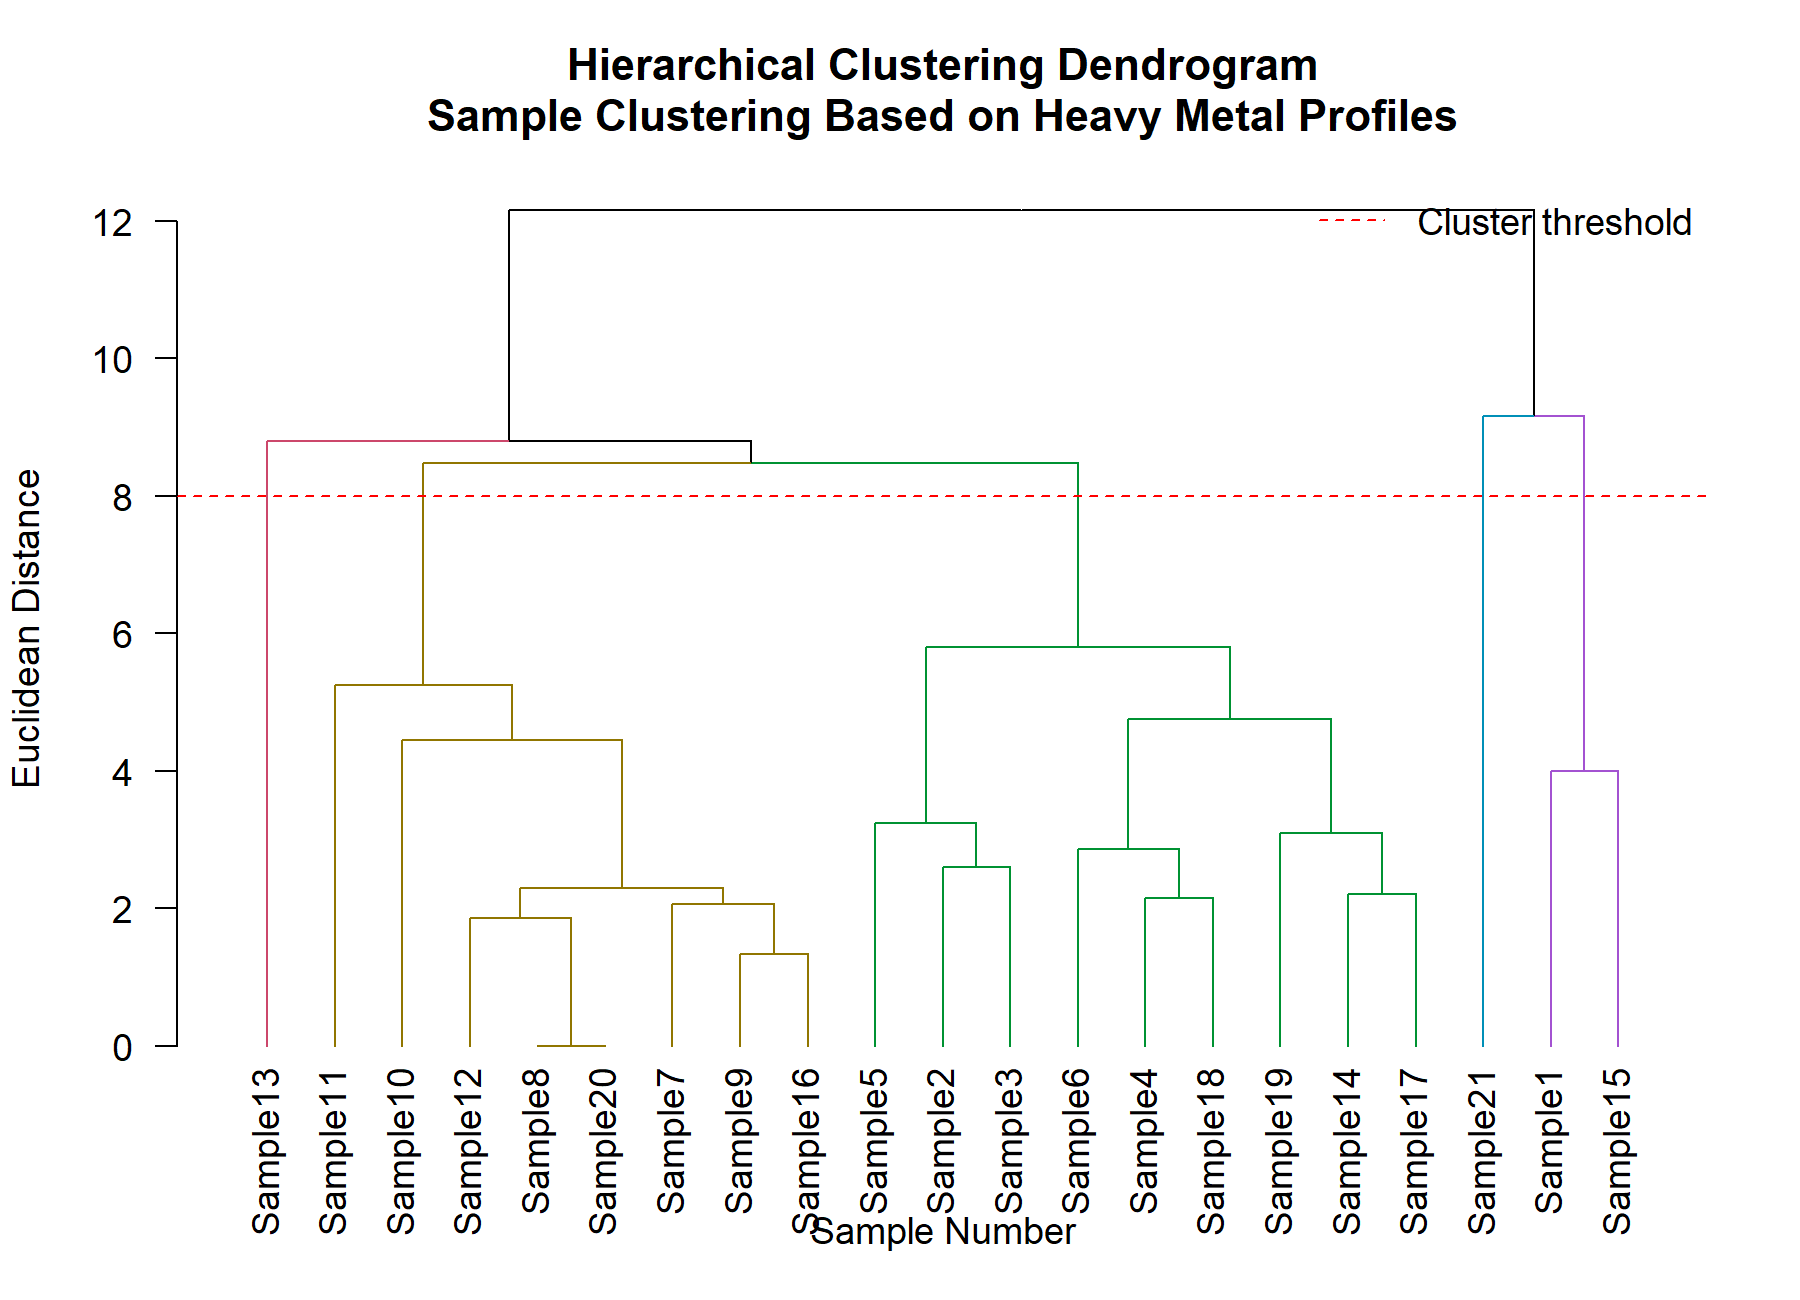 Hierarchical Clustering Dendrogram
Sample Clustering Based on Heavy Metal Profiles
Cluster threshold
12
10
8
6
4
2
0
Euclidean Distance
Sample13
Sample11
Sample10
Sample12
Sample8
Sample20
Sample7
Sample9
Sample16
Sample5
Sample2
Sample3
Sample6
Sample4
Sample18
Sample19
Sample14
Sample17
Sample21
Sample1
Sample15
Sample Number